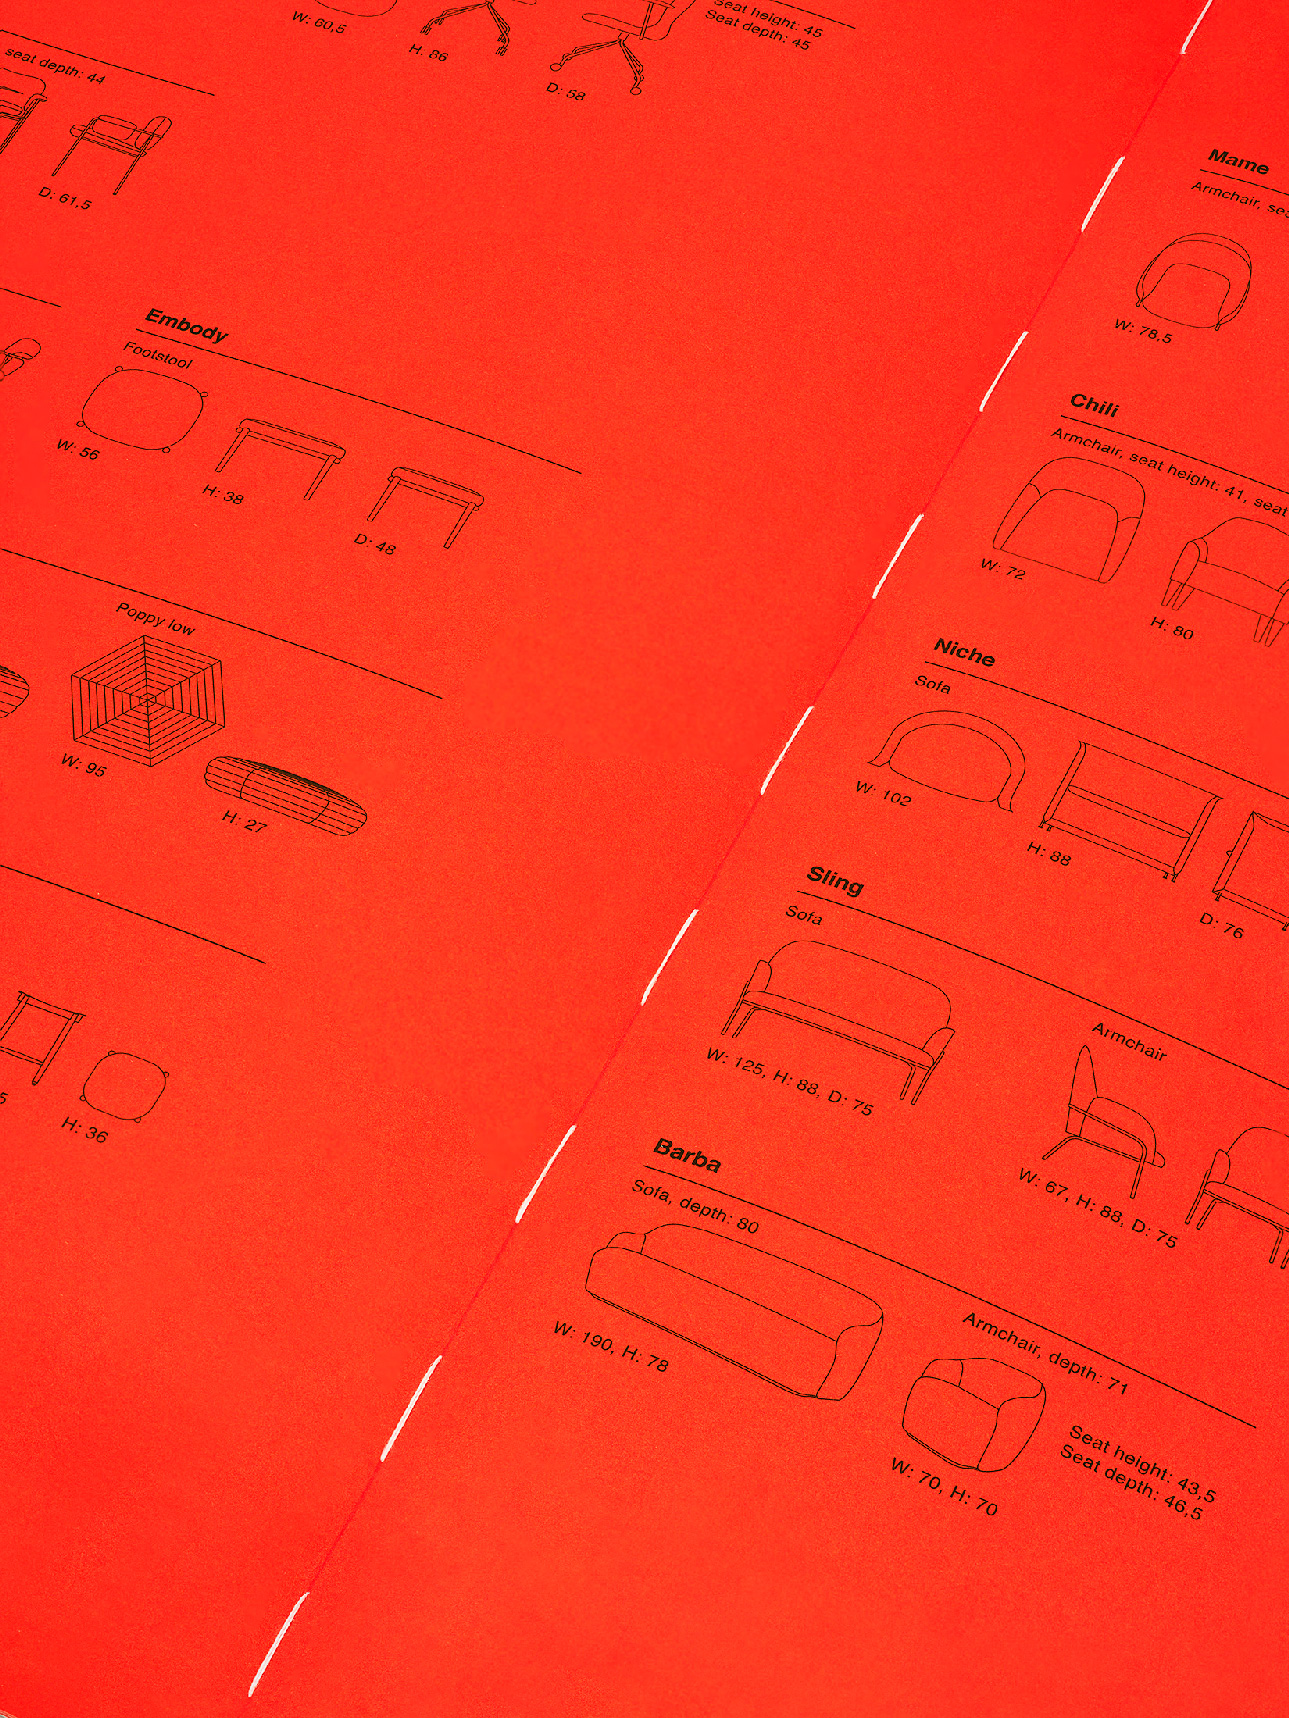 W: 60,5
H: 86
D: 58
Seat height: 45
Seat depth: 45
seat depth: 44
D: 61,5
Embody
Footstool
W: 56
H: 38
D: 48
Poppy low
W: 95
H: 27
5
H: 36
Mame
Armchair,
W: 78,5
Chili
Armchair, seat height: 41, seat
W: 72
H: 80
Niche
Sofa
W: 102
H: 88
D: 76
Sling
Sofa
W: 125, H: 88, D: 75
Armchair
W: 67, H: 88, D: 75
Barba
Sofa, depth: 80
W: 190, H: 78
Armchair, depth: 71
W: 70, H: 70
Seat height: 43,5
Seat depth: 46,5